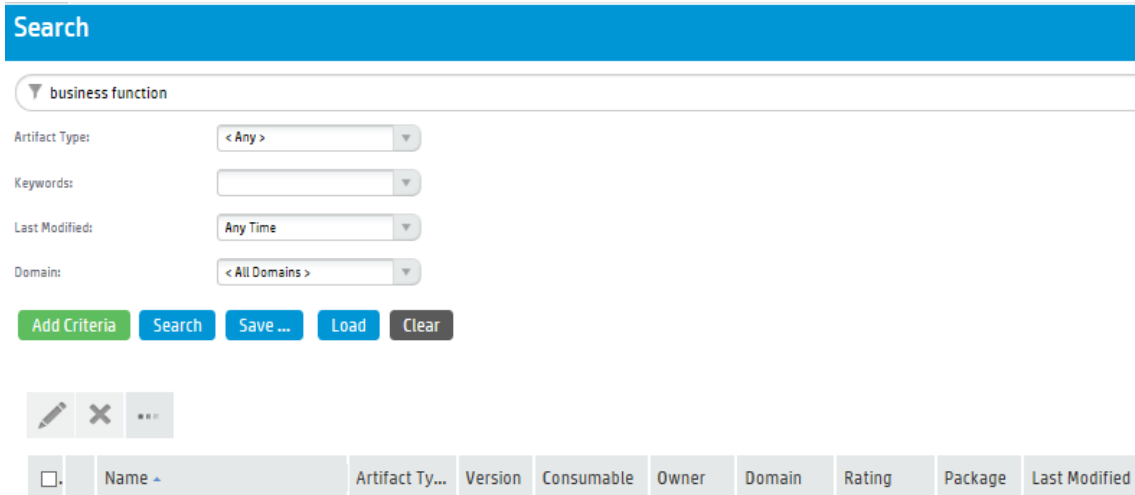 Search
business function
Artifact Type: < Any >
Keywords:
Last Modified: Any Time
Domain: < All Domains >
Add Criteria Search Save ... Load Clear
Name Artifact Ty... Version Consumable Owner Domain Rating Package Last Modified